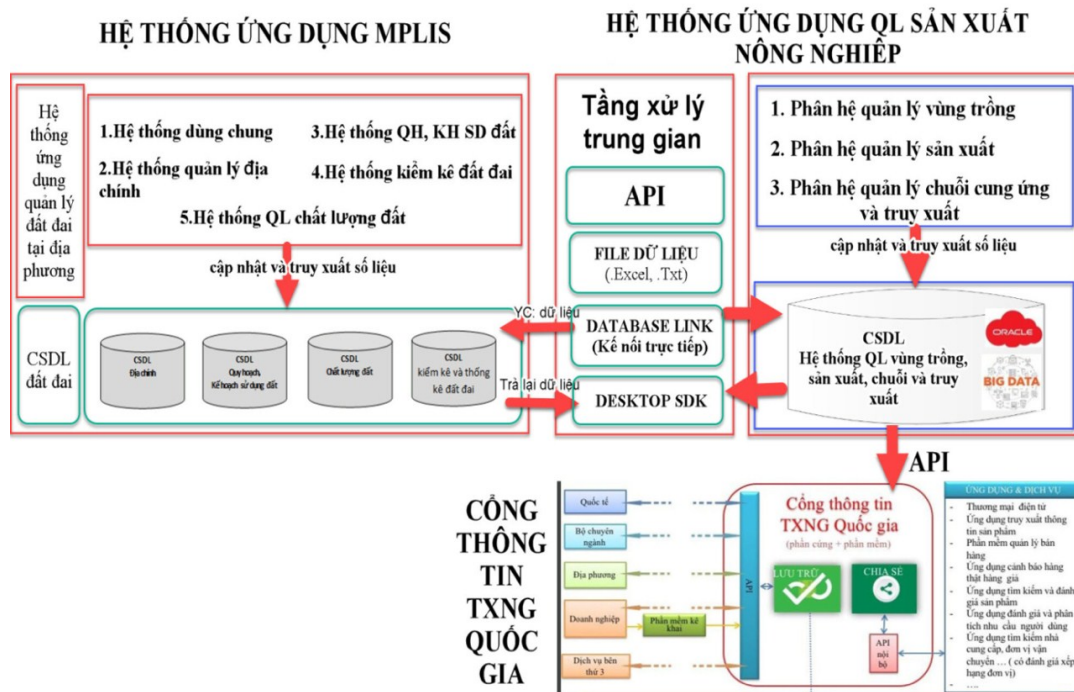 HỆ THỐNG ỨNG DỤNG MPLIS
HỆ THỐNG ỨNG DỤNG QL SẢN XUẤT
NÔNG NGHIỆP
Hệ
thống
ứng
dụng
quản lý
đất đai
tại địa
phương
1.Hệ thống dùng chung
2.Hệ thống quản lý địa
chính
3.Hệ thống QH, KH SD đất
4.Hệ thống kiểm kê đất đai
5.Hệ thống QL chất lượng đất
cập nhật và truy xuất số liệu
CSDL
đất đai
CSDL
Địa chính
CSDL
Quy hoạch,
Kế hoạch sử dụng đất
CSDL
Chất lượng đất
CSDL
kiểm kê và thống
kê đất đai
YC: dữ liệu
Trả lại dữ liệu
Tầng xử lý
trung gian
API
FILE DỮ LIỆU
(.Excel, .Txt)
DATABASE LINK
(Kế nối trực tiếp)
DESKTOP SDK
1. Phân hệ quản lý vùng trồng
2. Phân hệ quản lý sản xuất
3. Phân hệ quản lý chuỗi cung ứng
và truy xuất
cập nhật và truy xuất số liệu
CSDL
Hệ thống QL vùng trồng,
sản xuất, chuỗi và truy
xuất
ORACLE
BIG DATA
API
CỔNG
THÔNG
TIN
TXNG
QUỐC
GIA
Quốc tế
Bộ chuyên
ngành
Địa phương
Doanh nghiệp
Phần mềm kê
khai
Dịch vụ bên
thứ 3
API
Cổng thông tin
TXNG Quốc gia
(phần cứng + phần mềm)
LƯU TRỮ
CHIA SẺ
API
nội
bộ
ỨNG DỤNG & DỊCH VỤ
- Thương mại điện tử
- Ứng dụng truy xuất thông
tin sản phẩm
- Phần mềm quản lý bán
hàng
- Ứng dụng cảnh báo hàng
thật hàng giả
- Ứng dụng tìm kiếm và đánh
giá sản phẩm
- Ứng dụng đánh giá và phân
tích nhu cầu người dùng
- Ứng dụng tìm kiếm nhà
cung cấp, đơn vị vận
chuyển … ( có đánh giá xếp
hạng đơn vị)
- ….